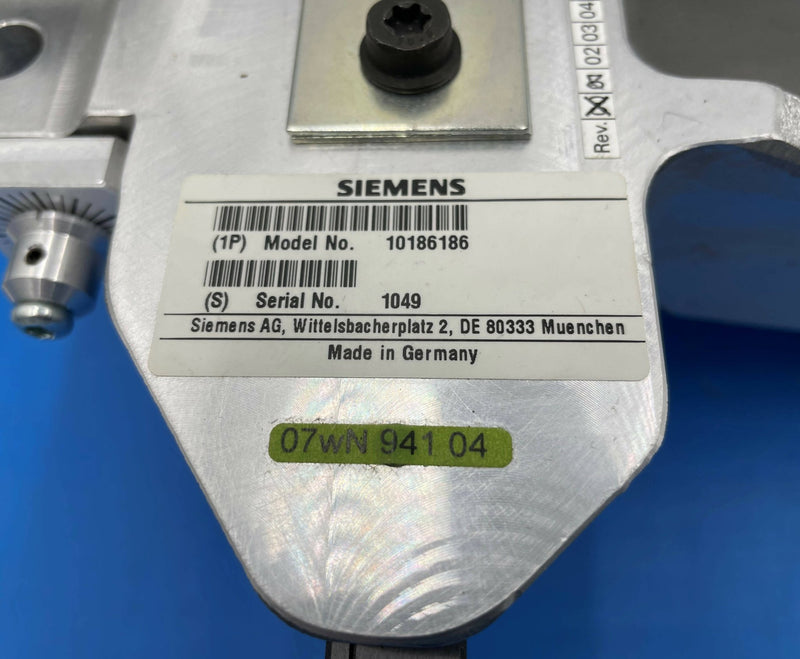 Rev. 00 01 02 03 04
SIEMENS
(1P) Model No. 10186186
(S) Serial No. 1049
Siemens AG, Wittelsbacherplatz 2, DE 80333 Muenchen
Made in Germany
07wN 941 04